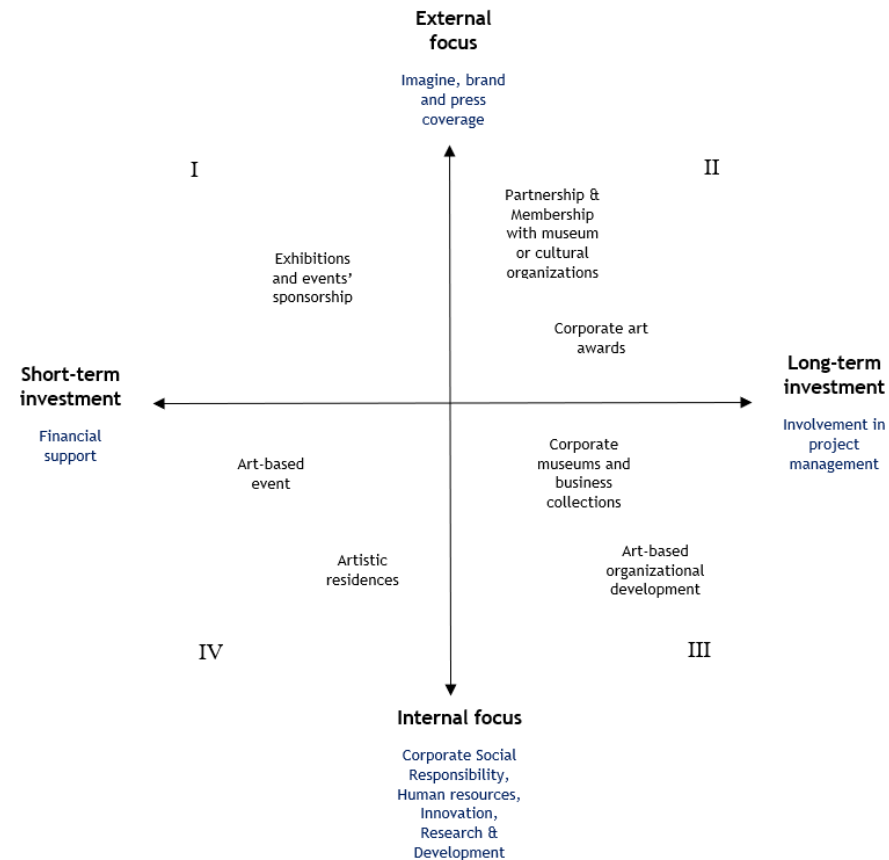 External
focus
Imagine, brand
and press
coverage
I
II
Partnership &
Membership
with museum
or cultural
organizations
Exhibitions
and events’
sponsorship
Corporate art
awards
Short-term
investment
Financial
support
Long-term
investment
Involvement in
project
management
Art-based
event
Corporate
museums and
business
collections
Artistic
residences
Art-based
organizational
development
IV
III
Internal focus
Corporate Social
Responsibility,
Human resources,
Innovation,
Research &
Development